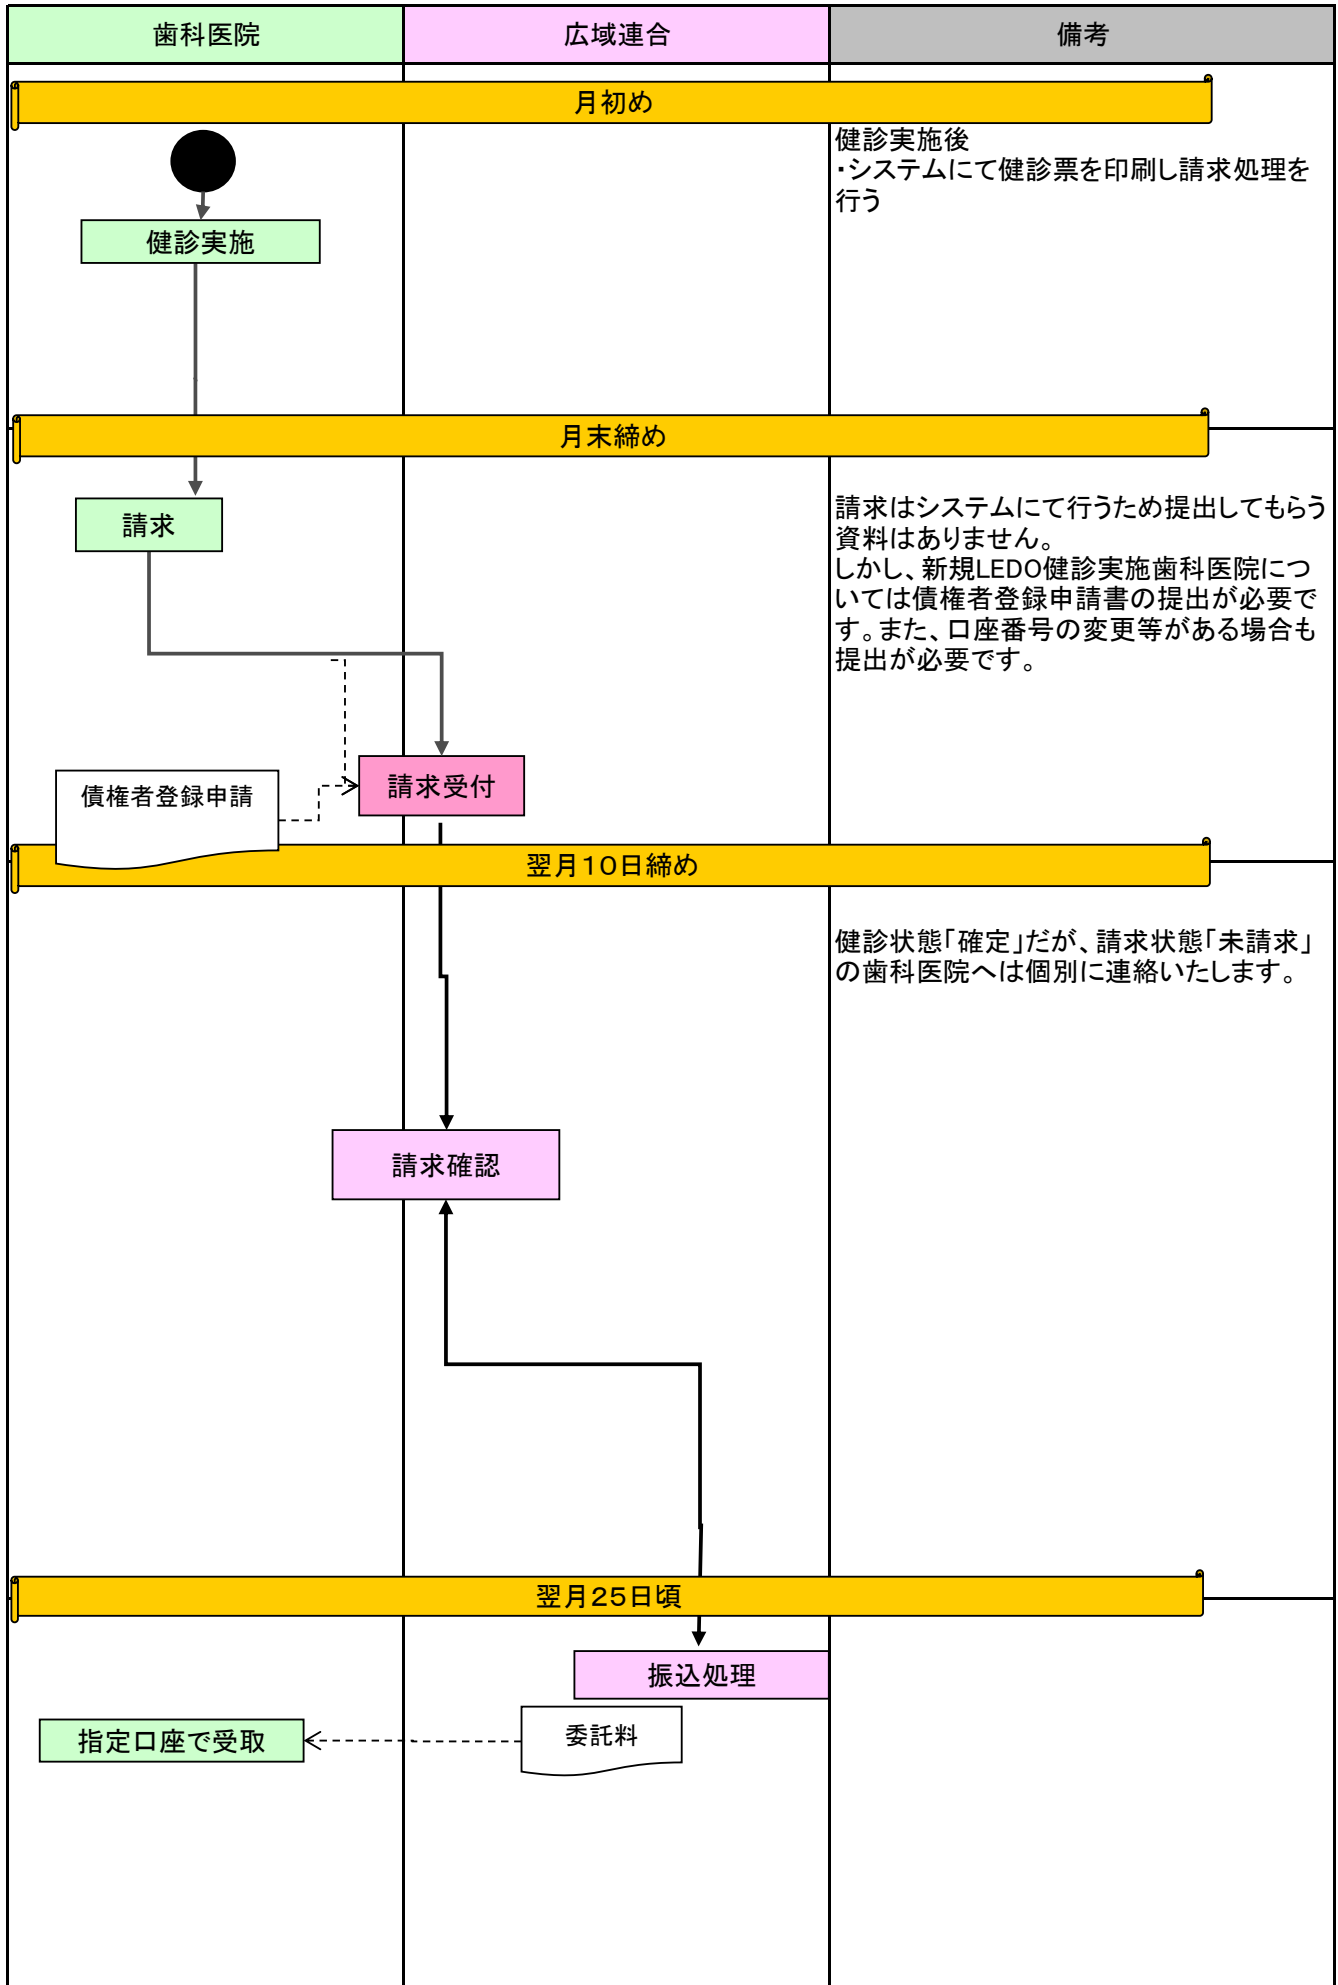 歯科医院
広域連合
備考
月初め
健診実施後
・システムにて健診票を印刷し請求処理を
行う
健診実施
月末締め
請求
請求はシステムにて行うため提出してもらう
資料はありません。
しかし、新規LEDO健診実施歯科医院につ
いては債権者登録申請書の提出が必要で
す。また、口座番号の変更等がある場合も
提出が必要です。
請求受付
債権者登録申請
翌月１０日締め
健診状態「確定」だが、請求状態「未請求」
の歯科医院へは個別に連絡いたします。
請求確認
翌月２５日頃
振込処理
委託料
指定口座で受取